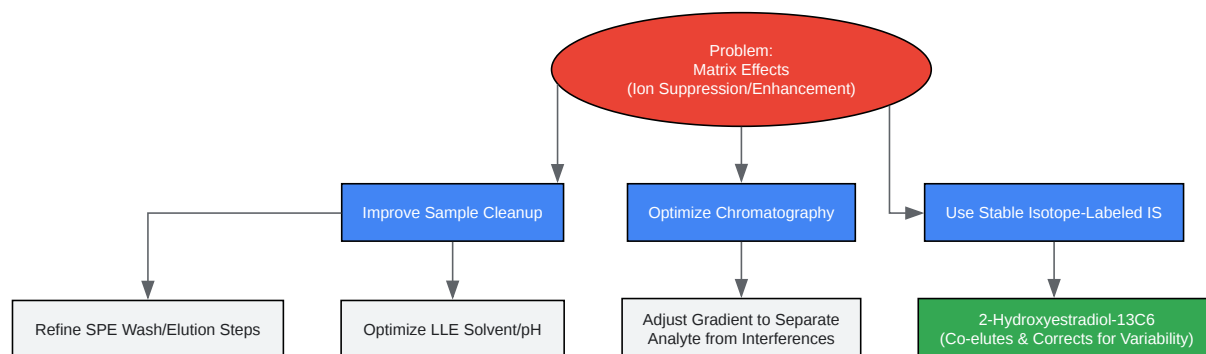 Problem:
Matrix Effects
(Ion Suppression/Enhancement)
Improve Sample Cleanup
Optimize Chromatography
Use Stable Isotope-Labeled IS
Refine SPE Wash/Elution Steps
Optimize LLE Solvent/pH
Adjust Gradient to Separate
Analyte from Interferences
2-Hydroxyestradiol-13C6
(Co-elutes & Corrects for Variability)